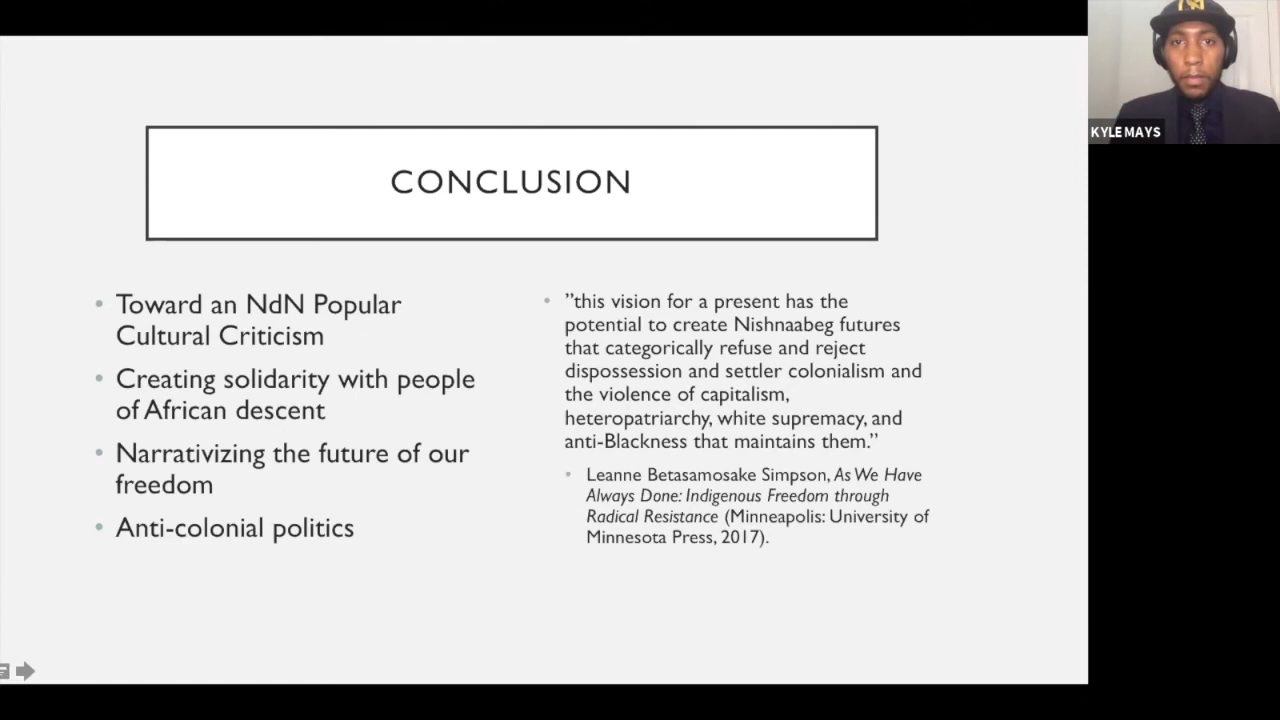 CONCLUSION
Toward an NdN Popular
Cultural Criticism
Creating solidarity with people
of African descent
Narrativizing the future of our
freedom
Anti-colonial politics
”this vision for a present has the
potential to create Nishnaabeg futures
that categorically refuse and reject
dispossession and settler colonialism and
the violence of capitalism,
heteropatriarchy, white supremacy, and
anti-Blackness that maintains them.”
Leanne Betasamosake Simpson, As We Have
Always Done: Indigenous Freedom through
Radical Resistance (Minneapolis: University of
Minnesota Press, 2017).
KYLE MAYS